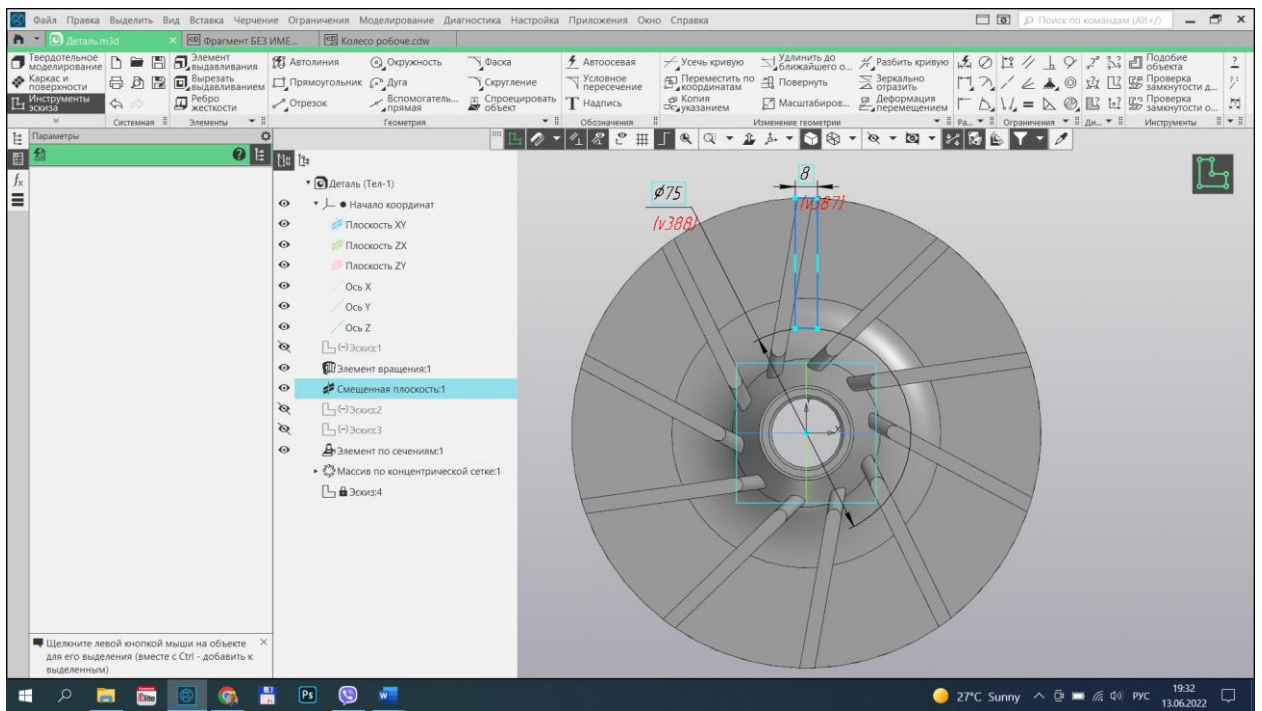 Файл Правка Выделить Вид Вставка Черчение Ограничения Моделирование Диагностика Настройка Приложения Окно Справка
Поиск по командам (Alt+/)
Деталь.m3d Фрагмент БЕЗ ИМЕ... Колесо робоче.cdw
Твердотельное моделирование
Каркас и поверхности
Инструменты эскиза
Системная
Элемент выдавливания
Вырезать выдавливанием
Ребро жесткости
Элементы
Автолиния Окружность Фаска
Прямоугольник Дуга Скругление
Отрезок Вспомогатель... прямая Спроецировать объект
Геометрия
Автоосевая
Условное пересечение
Надпись
Обозначения
Усечь кривую Удлинить до ближайшего о... Разбить кривую
Переместить по координатам Повернуть Зеркально отразить
Копия указанием Масштабиров... Деформация перемещением
Изменение геометрии
Ра...
Ограничения
Ди...
Подобие объекта
Проверка замкнутости д...
Проверка замкнутости о...
Инструменты
Параметры
Деталь (Тел-1)
Начало координат
Плоскость XY
Плоскость ZX
Плоскость ZY
Ось X
Ось Y
Ось Z
(-)Эскиз:1
Элемент вращения:1
Смещенная плоскость:1
(-)Эскиз:2
(-)Эскиз:3
Элемент по сечениям:1
Массив по концентрической сетке:1
Эскиз:4
8
(v387)
Ø75
(v388)
X
Щелкните левой кнопкой мыши на объекте
для его выделения (вместе с Ctrl - добавить к
выделенным)
27°C Sunny
РУС
19:32
13.06.2022